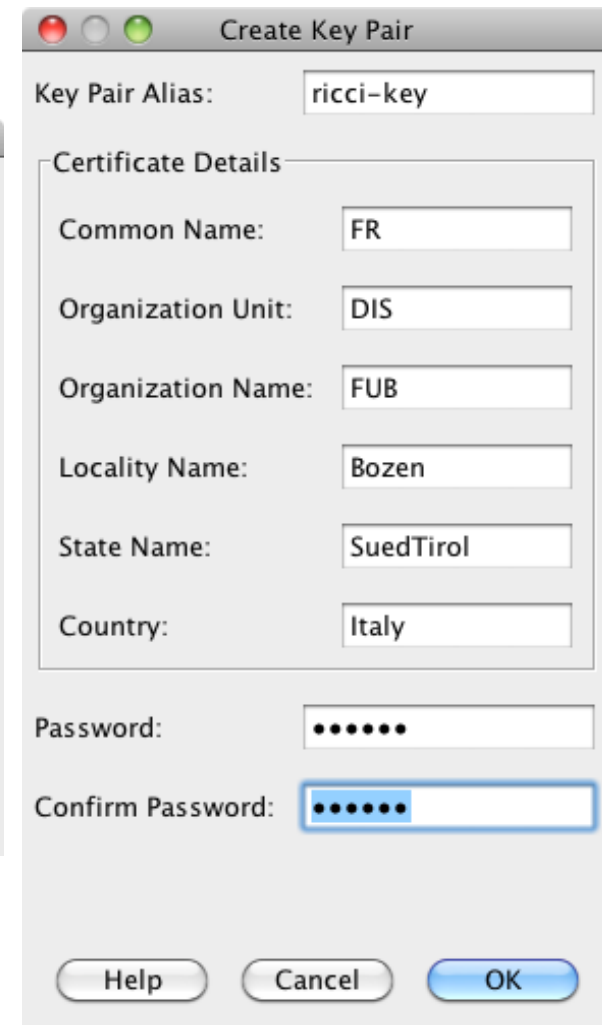 Create Key Pair
Key Pair Alias: ricci-key
Certificate Details
Common Name: FR
Organization Unit: DIS
Organization Name: FUB
Locality Name: Bozen
State Name: SuedTirol
Country: Italy
Password: ••••••
Confirm Password: ••••••
Help Cancel OK